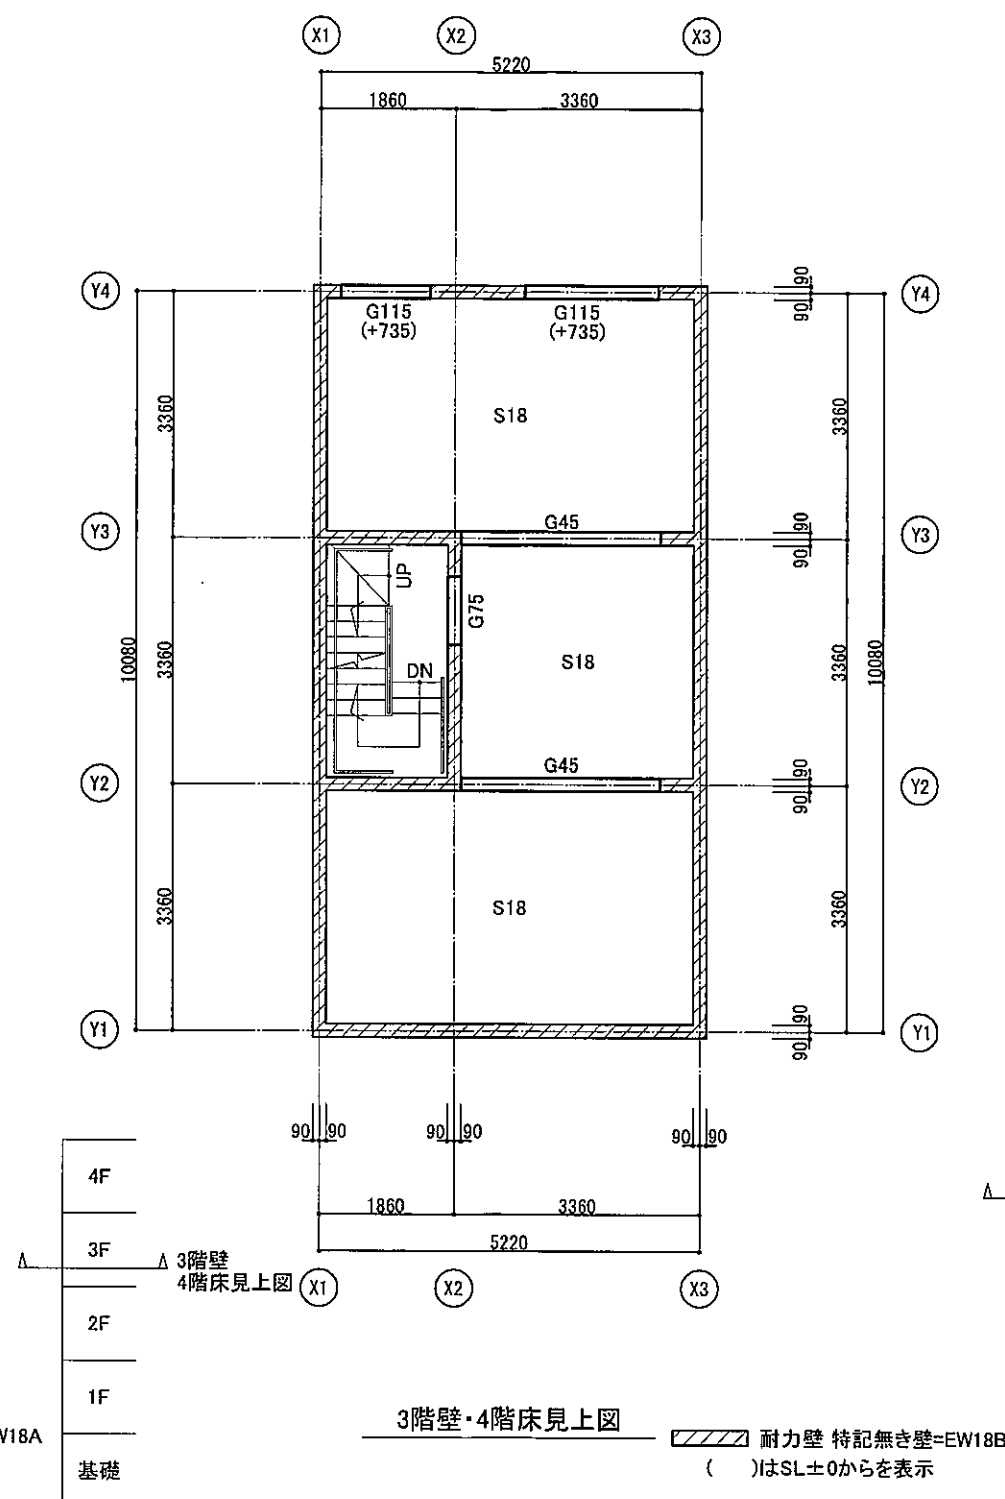 X1 X2 X3
5220
1860 3360
90
Y4 Y4
90
G115 G115
(+735) (+735)
3360 S18 3360
G45 90
Y3 Y3
90
UP
G75
10080 3360 S18 3360 10080
DN
G45 90
Y2 Y2
90
3360 S18 3360
90
Y1 Y1
90
90 90 90 90 90 90
4F
1860 3360
3F 5220
3階壁
4階床見上図
X1 X2 X3
2F
1F
3階壁・4階床見上図
W18A 耐力壁 特記無き壁=EW18B
基礎 ( )はSL±0からを表示